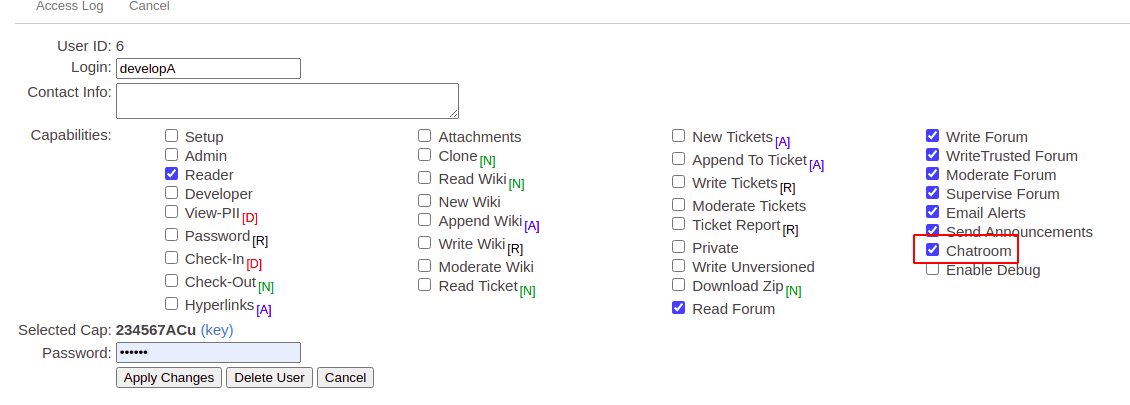 Access Log Cancel
User ID: 6
Login: developA
Contact Info:
Capabilities:
Setup
Admin
Reader
Developer
View-PII[D]
Password[R]
Check-In[D]
Check-Out[N]
Hyperlinks[A]
Attachments
Clone[N]
Read Wiki[N]
New Wiki
Append Wiki[A]
Write Wiki[R]
Moderate Wiki
Read Ticket[N]
New Tickets[A]
Append To Ticket[A]
Write Tickets[R]
Moderate Tickets
Ticket Report[R]
Private
Write Unversioned
Download Zip[N]
Read Forum
Write Forum
WriteTrusted Forum
Moderate Forum
Supervise Forum
Email Alerts
Send Announcements
Chatroom
Enable Debug
Selected Cap: 234567ACu (key)
Password: ••••••
Apply Changes Delete User Cancel